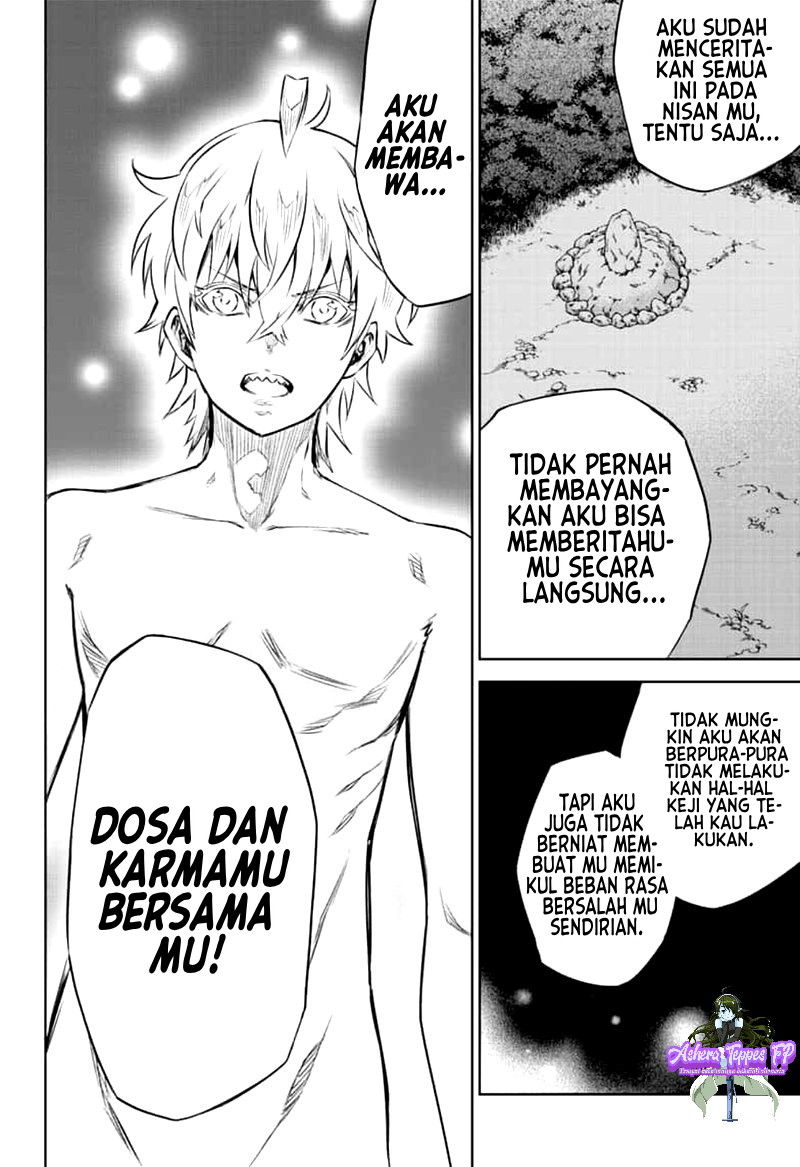 AKU SUDAH
MENCERITA-
KAN SEMUA
INI PADA
NISAN MU,
TENTU SAJA...
TIDAK PERNAH
MEMBAYANG-
KAN AKU BISA
MEMBERITAHU-
MU SECARA
LANGSUNG...
TIDAK MUNG-
KIN AKU AKAN
BERPURA-PURA
TIDAK MELAKU-
KAN HAL-HAL
KEJI YANG TE-
LAH KAU LA-
KUKAN.
TAPI AKU
JUGA TIDAK
BERNIAT MEM
BUAT MU MEMI-
KUL BEBAN RASA
BERSALAH MU
SENDIRIAN.
AKU
AKAN
MEMBA-
WA...
DOSA DAN
KARMAMU
BERSAMA
MU!
Ashera Teppes FP